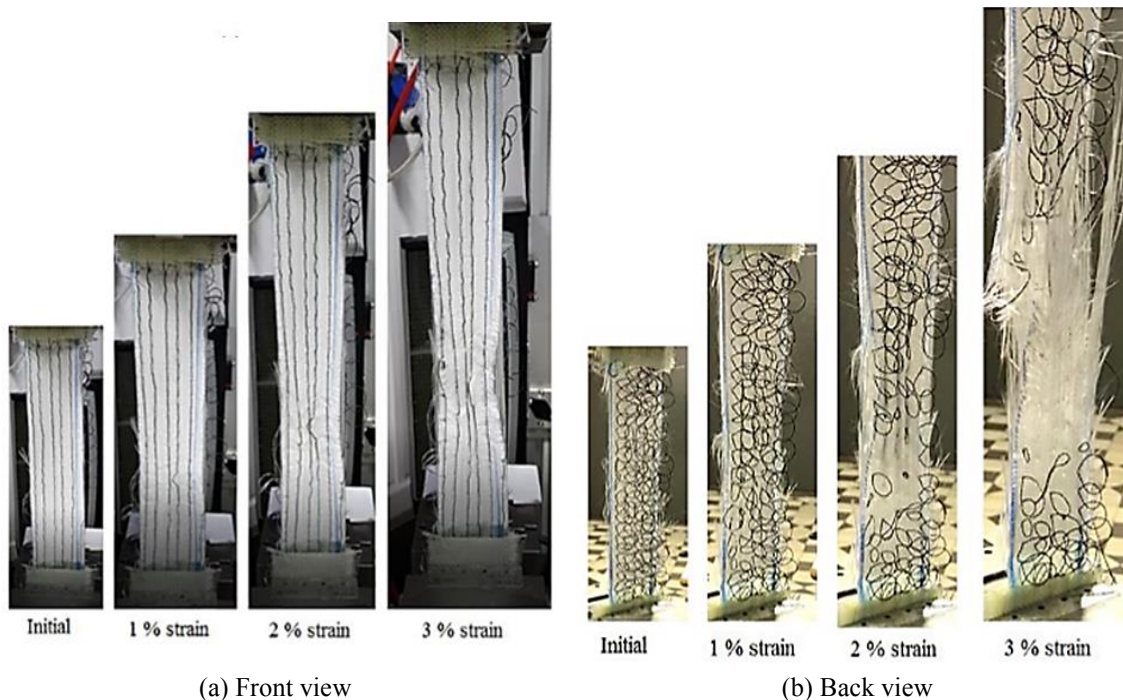 Initial
1 % strain
2 % strain
3 % strain
Initial
1 % strain
2 % strain
3 % strain
(a) Front view
(b) Back view